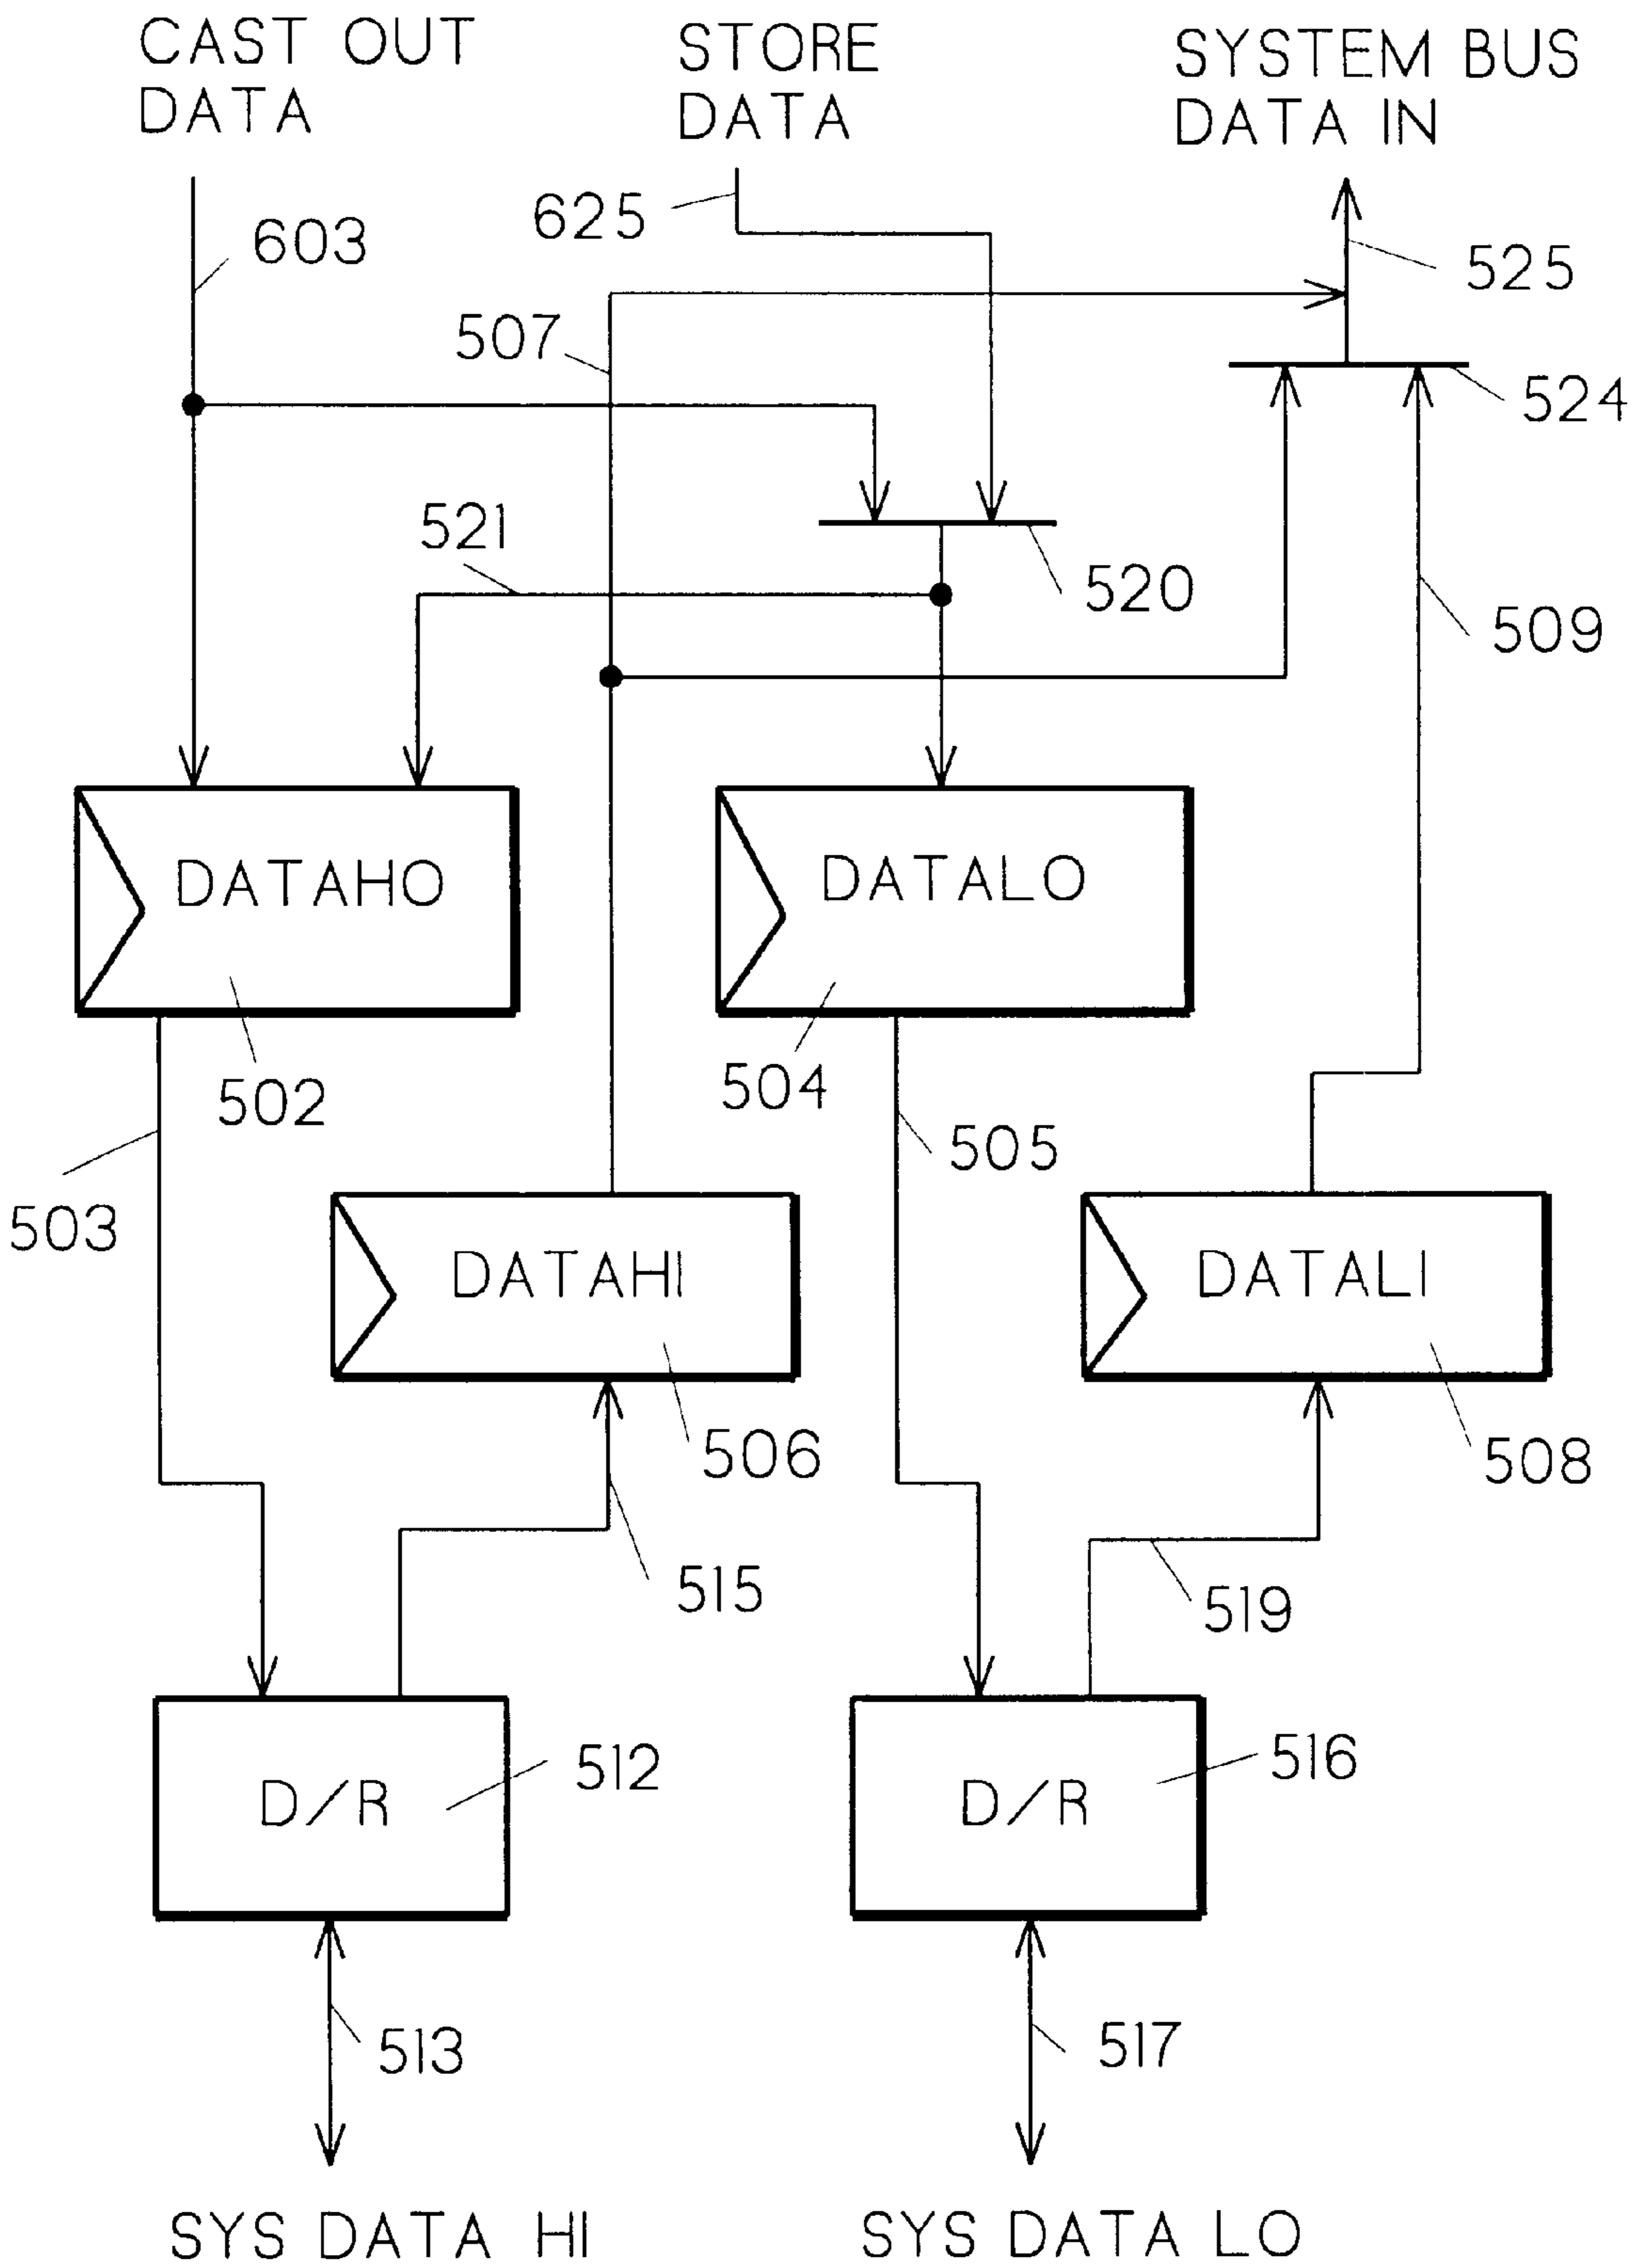 CAST OUT
DATA
STORE
DATA
SYSTEM BUS
DATA IN
603
625
525
507
524
521
520
509
DATAHO
DATALO
502
504
503
505
DATAHI
DATALI
506
508
515
519
D/R
512
D/R
516
513
517
SYS DATA HI
SYS DATA LO